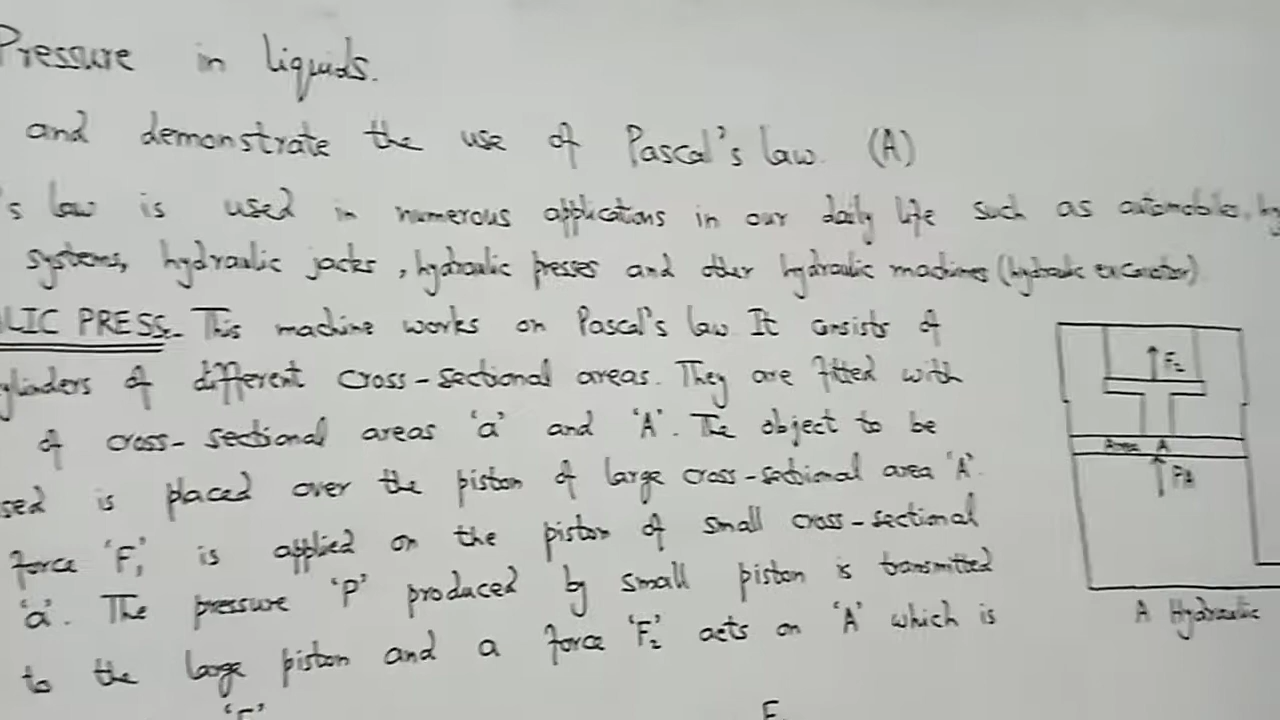 Pressure in liquids.
and demonstrate the use of Pascal's law. (A)
's law is used in numerous applications in our daily life such as automobiles, hy
systems, hydraulic jacks, hydraulic presses and other hydraulic machines (hydraulic excavator)
LIC PRESS. This machine works on Pascal's law It consists of
ylinders of different cross-sectional areas. They are fitted with
of cross-sectional areas 'a' and 'A'. The object to be
sed is placed over the piston of large cross-sectional area 'A'.
force 'F₁' is applied on the piston of small cross-sectional
'a'. The pressure 'P' produced by small piston is transmitted
to the large piston and a force 'F₂' acts on 'A' which is
F₂
Area A
PA
A Hydraulic